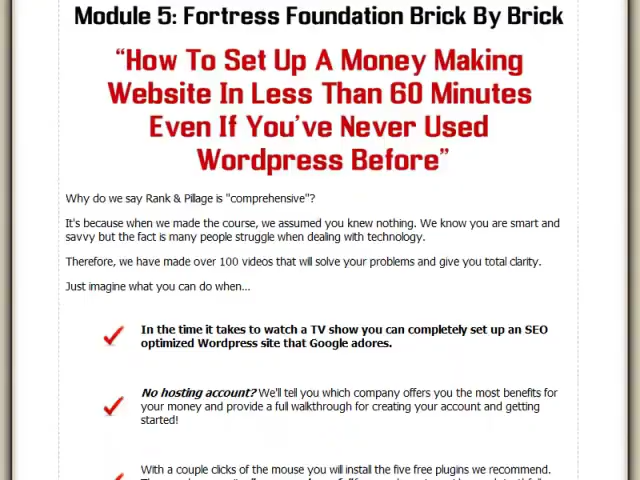 Module 5: Fortress Foundation Brick By Brick
“How To Set Up A Money Making
Website In Less Than 60 Minutes
Even If You’ve Never Used
Wordpress Before”
Why do we say Rank & Pillage is "comprehensive"?
It's because when we made the course, we assumed you knew nothing. We know you are smart and
savvy but the fact is many people struggle when dealing with technology.
Therefore, we have made over 100 videos that will solve your problems and give you total clarity.
Just imagine what you can do when...
In the time it takes to watch a TV show you can completely set up an SEO
optimized Wordpress site that Google adores.
No hosting account? We'll tell you which company offers you the most benefits for
your money and provide a full walkthrough for creating your account and getting
started!
With a couple clicks of the mouse you will install the five free plugins we recommend.